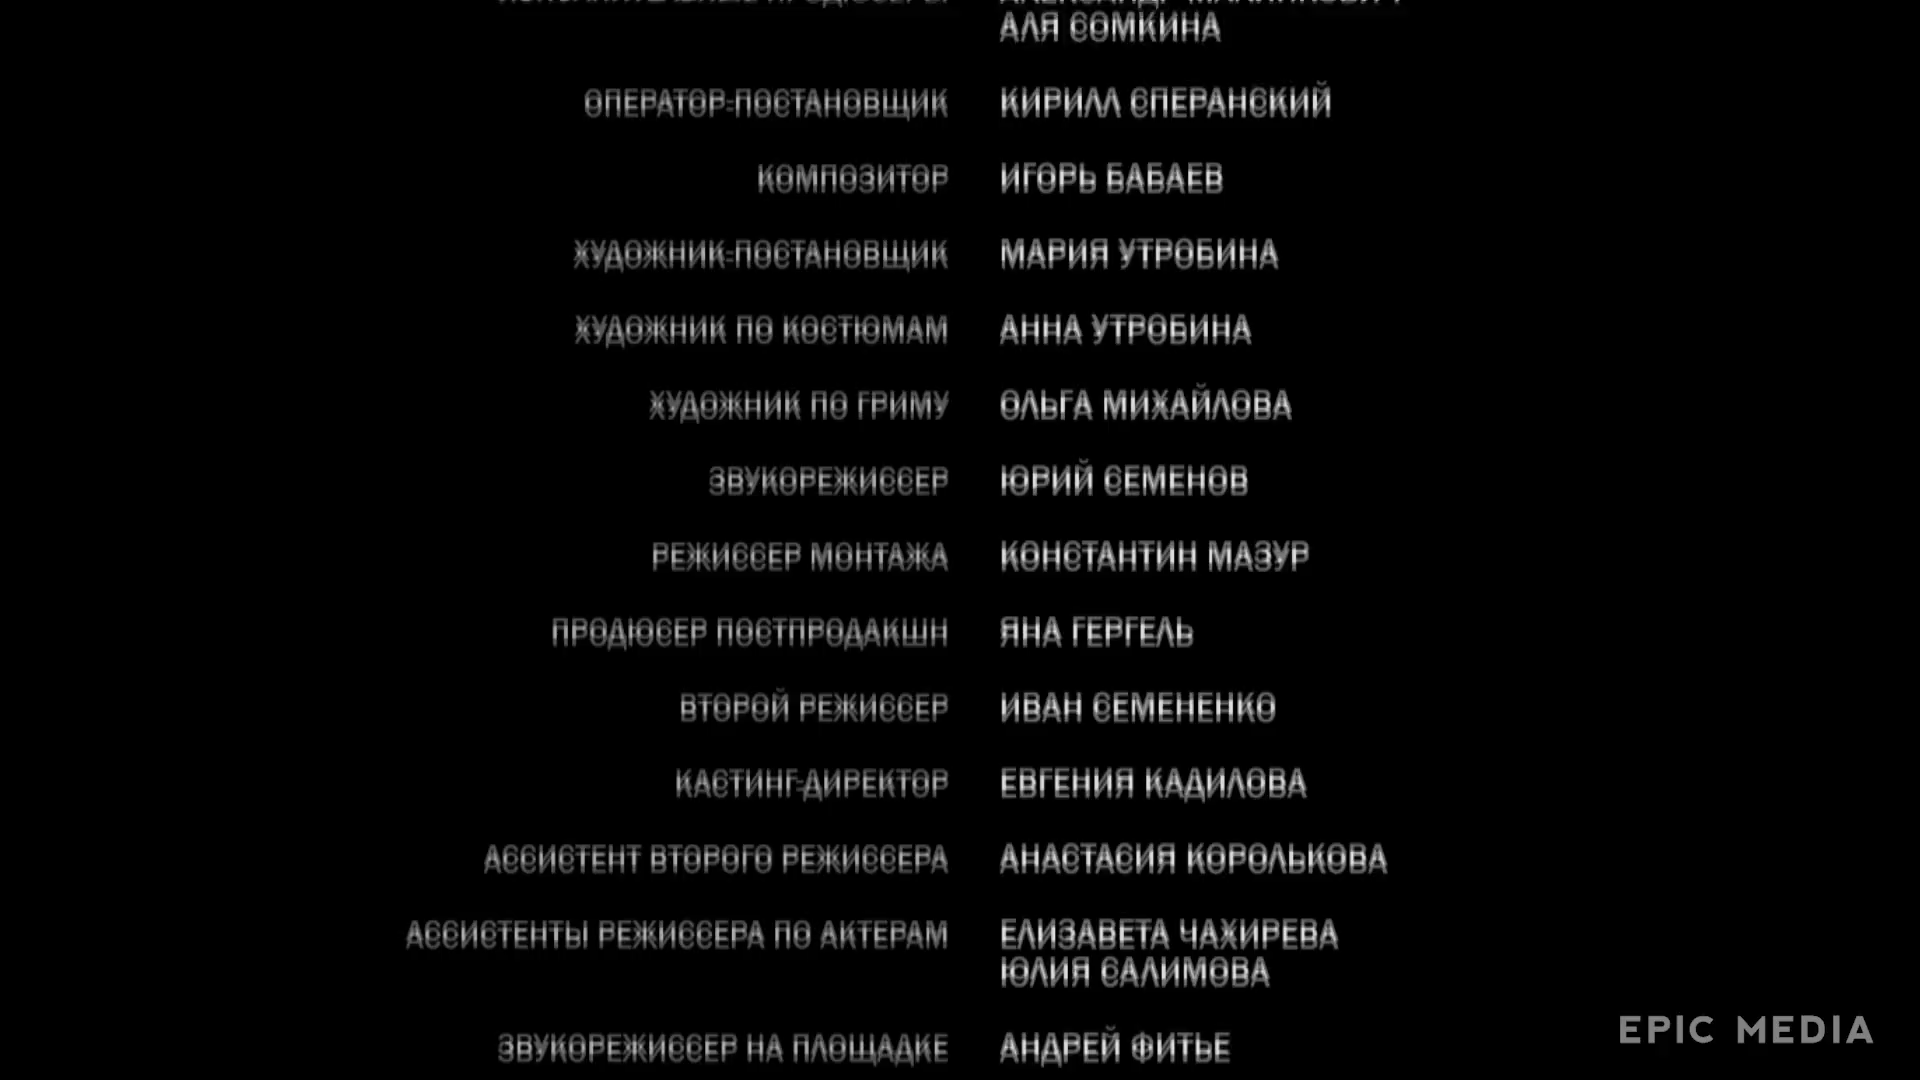 АЛЯ СОМКИНА
ОПЕРАТОР-ПОСТАНОВЩИК КИРИЛЛ СПЕРАНСКИЙ
КОМПОЗИТОР ИГОРЬ БАБАЕВ
ХУДОЖНИК-ПОСТАНОВЩИК МАРИЯ УТРОБИНА
ХУДОЖНИК ПО КОСТЮМАМ АННА УТРОБИНА
ХУДОЖНИК ПО ГРИМУ ОЛЬГА МИХАЙЛОВА
ЗВУКОРЕЖИССЕР ЮРИЙ СЕМЕНОВ
РЕЖИССЕР МОНТАЖА КОНСТАНТИН МАЗУР
ПРОДЮСЕР ПОСТПРОДАКШН ЯНА ГЕРГЕЛЬ
ВТОРОЙ РЕЖИССЕР ИВАН СЕМЕНЕНКО
КАСТИНГ-ДИРЕКТОР ЕВГЕНИЯ КАДИЛОВА
АССИСТЕНТ ВТОРОГО РЕЖИССЕРА АНАСТАСИЯ КОРОЛЬКОВА
АССИСТЕНТЫ РЕЖИССЕРА ПО АКТЕРАМ ЕЛИЗАВЕТА ЧАХИРЕВА
ЮЛИЯ САЛИМОВА
ЗВУКОРЕЖИССЕР НА ПЛОЩАДКЕ АНДРЕЙ ФИТЬЕ
EPIC MEDIA